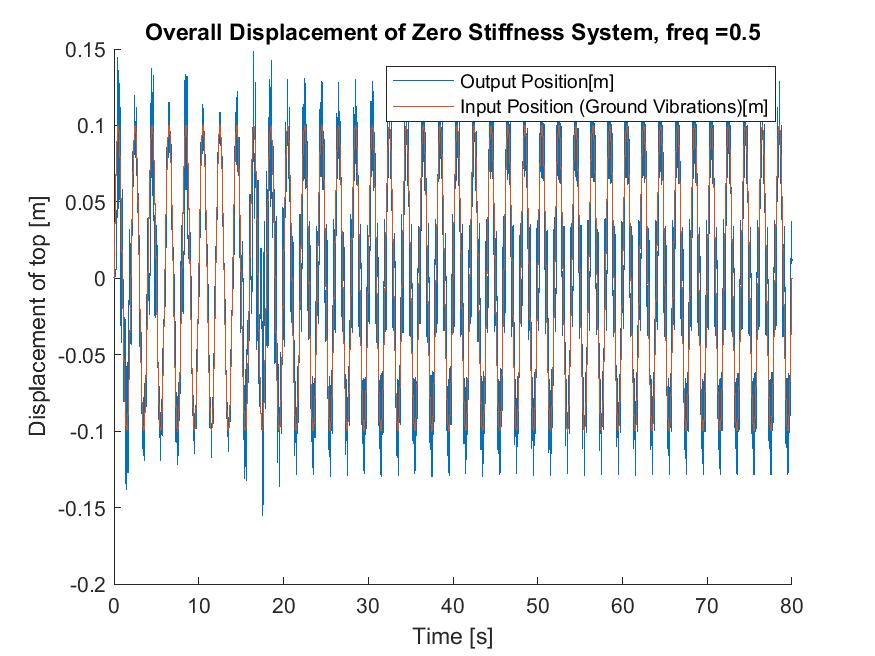 Overall Displacement of Zero Stiffness System, freq =0.5
Output Position[m]
Input Position (Ground Vibrations)[m]
Displacement of top [m]
0.15
0.1
0.05
0
-0.05
-0.1
-0.15
-0.2
0 10 20 30 40 50 60 70 80
Time [s]